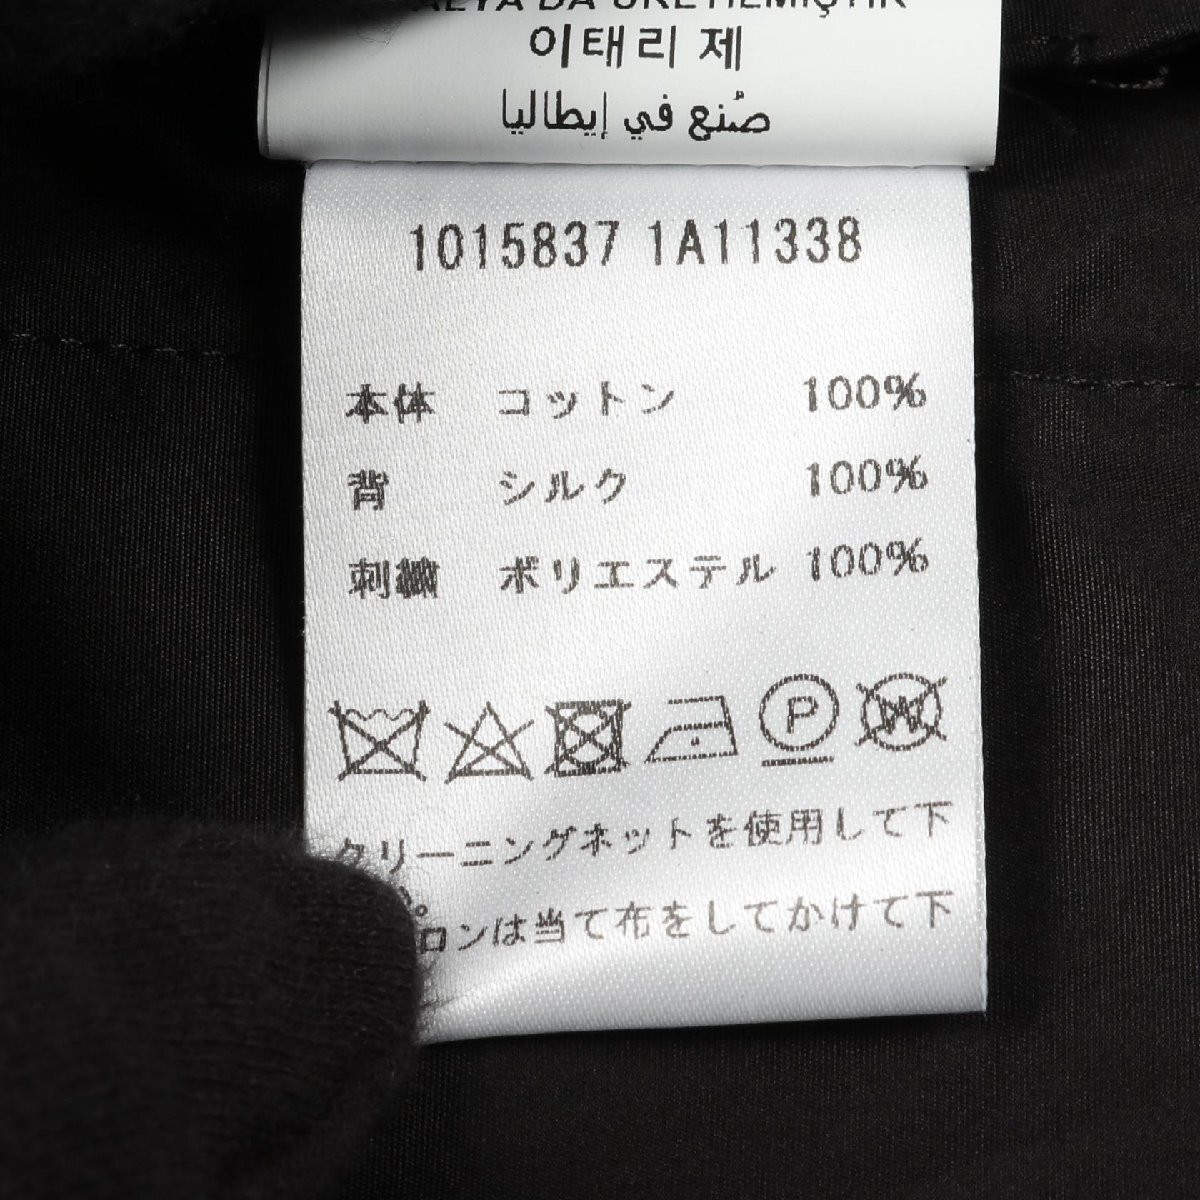 이태리 제
صُنع في إيطاليا
1015837 1A11338
本体 コットン 100%
背 シルク 100%
刺繍 ポリエステル 100%
P W
クリーニングネットを使用して下
ロンは当て布をしてかけて下